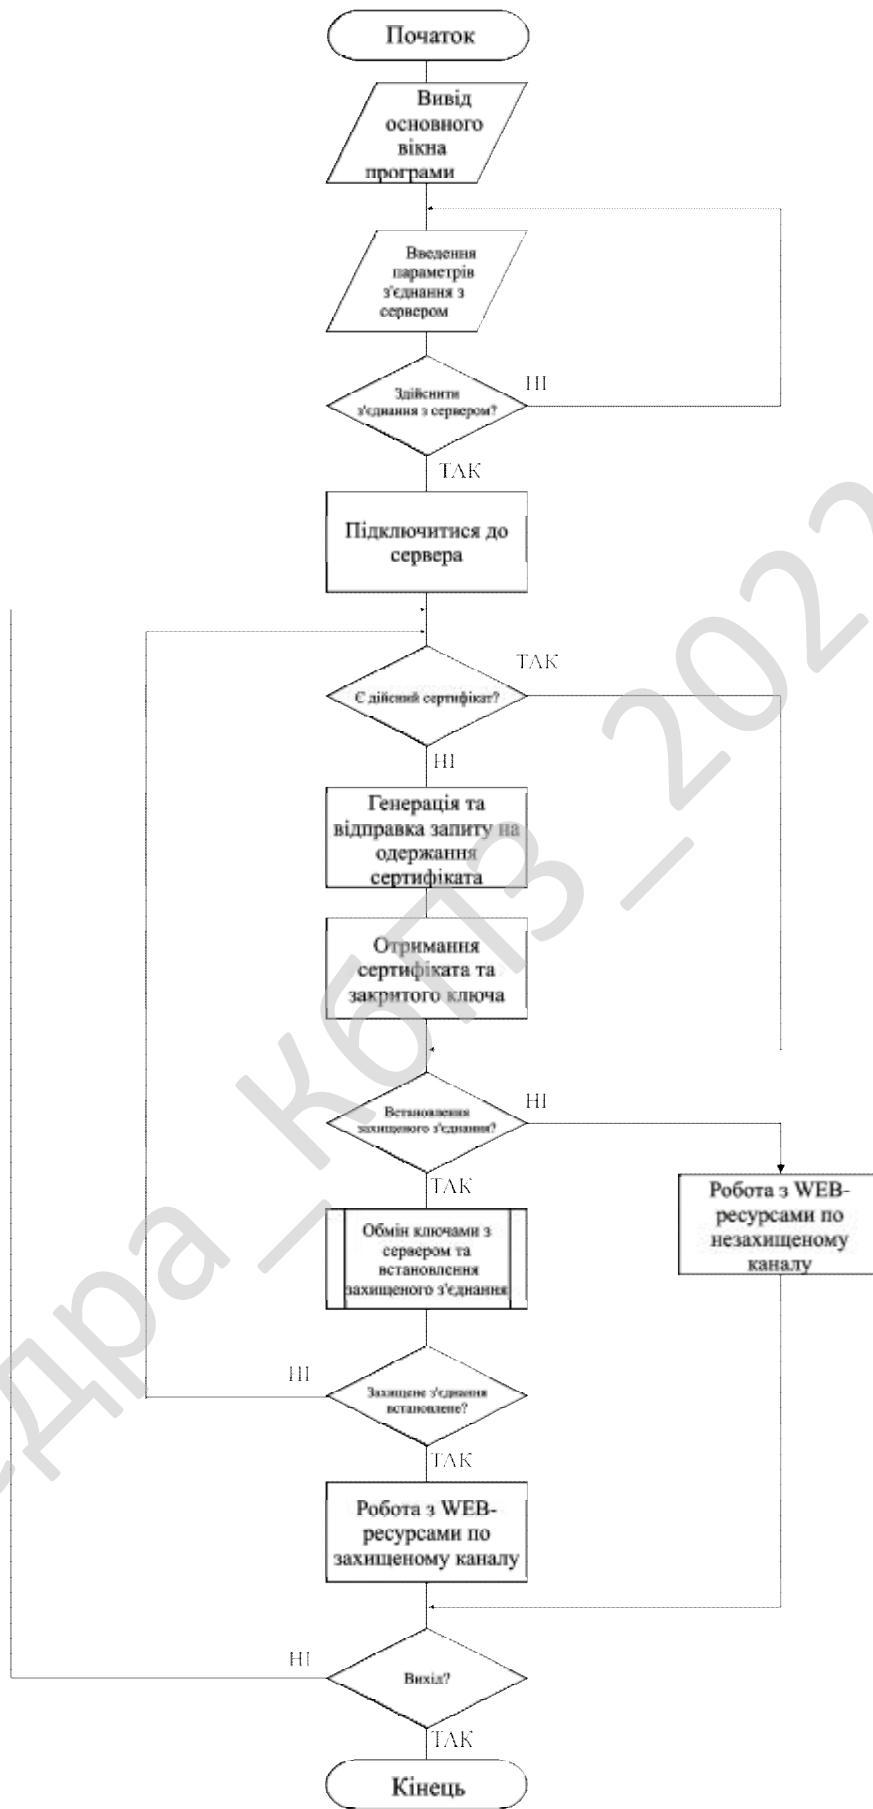 Початок
Вивід
основного
вікна
програми
Введення
параметрів
з'єднання з
сервером
Здійснити
з'єднання з сервером?
НІ
ТАК
Підключитися до
сервера
ТАК
Є дійсний сертифікат?
НІ
Генерація та
відправка запиту на
одержання
сертифіката
Отримання
сертифіката та
закритого ключа
Встановлення
захищеного з'єднання?
НІ
ТАК
Робота з WEB-
ресурсами по
незахищеному
каналу
Обмін ключами з
сервером та
встановлення
захищеного з'єднання
НІ
Захищене з'єднання
встановлене?
ТАК
Робота з WEB-
ресурсами по
захищеному каналу
НІ
Вихід?
ТАК
Кінець
дра_КбПЗ_202